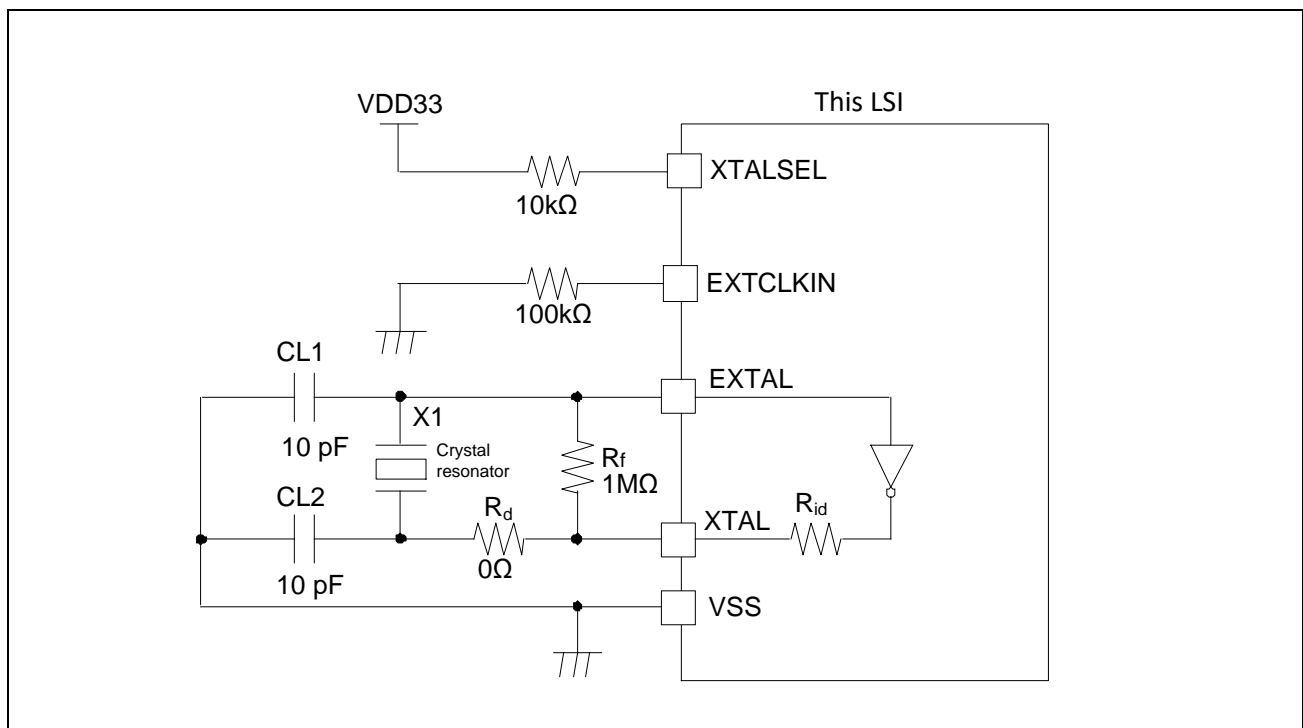 This LSI
VDD33
XTALSEL
10kΩ
EXTCLKIN
100kΩ
CL1
EXTAL
X1
10 pF
Crystal
resonator
Rf
1MΩ
CL2
Rd
XTAL
Rid
0Ω
10 pF
VSS